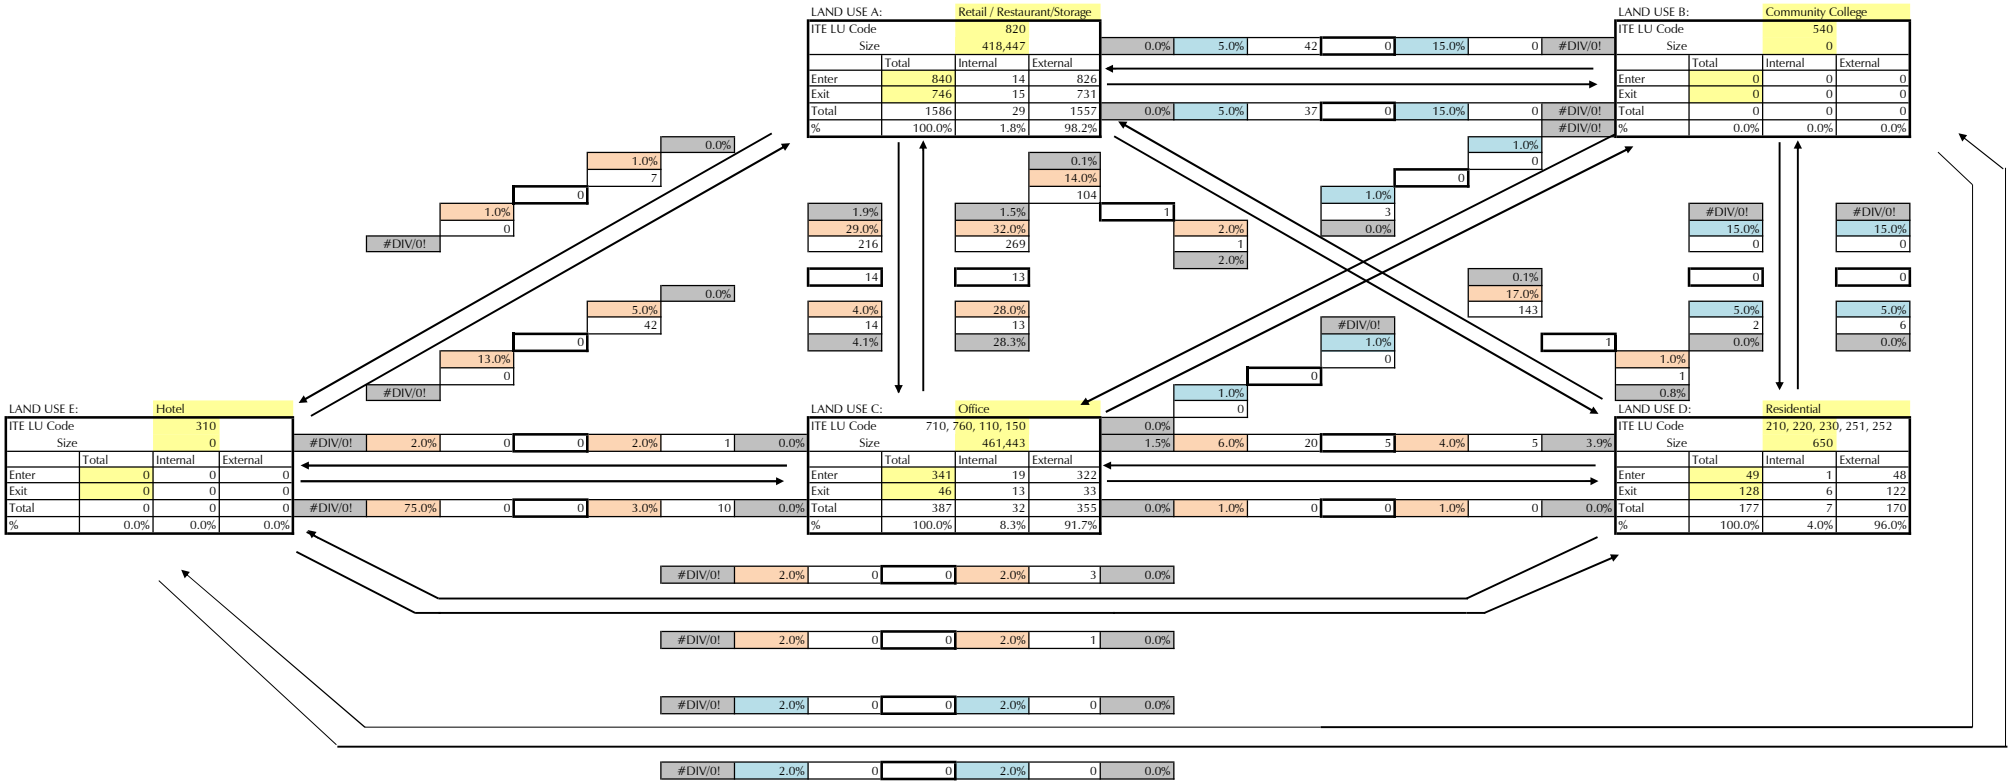 LAND USE A: Retail / Restaurant/Storage LAND USE B: Community College
ITE LU Code 820 ITE LU Code 540
Size 418,447 0.0% 5.0% 42 0 15.0% 0 #DIV/0! Size 0
Total Internal External Total Internal External
Enter 840 14 826 Enter 0 0 0
Exit 746 15 731 Exit 0 0 0
Total 1586 29 1557 0.0% 5.0% 37 0 15.0% 0 #DIV/0! Total 0 0 0
% 100.0% 1.8% 98.2% #DIV/0! % 0.0% 0.0% 0.0%
0.0% 1.0%
1.0% 0.1% 0
7 14.0% 0
0 104 1.0%
1.0% 1.9% 1.5% 1 3 #DIV/0! #DIV/0!
0 29.0% 32.0% 2.0% 0.0% 15.0% 15.0%
#DIV/0! 216 269 1 0 0
2.0%
14 13 0.1% 0 0
0.0% 17.0%
5.0% 4.0% 28.0% 143 5.0% 5.0%
42 14 13 #DIV/0! 2 6
0 4.1% 28.3% 1.0% 1 0.0% 0.0%
13.0% 0 1.0%
0 0 1
#DIV/0! 1.0% 0.8%
LAND USE E: Hotel LAND USE C: Office 0 LAND USE D: Residential
ITE LU Code 310 ITE LU Code 710, 760, 110, 150 0.0% ITE LU Code 210, 220, 230, 251, 252
Size 0 #DIV/0! 2.0% 0 0 2.0% 1 0.0% Size 461,443 1.5% 6.0% 20 5 4.0% 5 3.9% Size 650
Total Internal External Total Internal External Total Internal External
Enter 0 0 0 Enter 341 19 322 Enter 49 1 48
Exit 0 0 0 Exit 46 13 33 Exit 128 6 122
Total 0 0 0 #DIV/0! 75.0% 0 0 3.0% 10 0.0% Total 387 32 355 0.0% 1.0% 0 0 1.0% 0 0.0% Total 177 7 170
% 0.0% 0.0% 0.0% % 100.0% 8.3% 91.7% % 100.0% 4.0% 96.0%
#DIV/0! 2.0% 0 0 2.0% 3 0.0%
#DIV/0! 2.0% 0 0 2.0% 1 0.0%
#DIV/0! 2.0% 0 0 2.0% 0 0.0%
#DIV/0! 2.0% 0 0 2.0% 0 0.0%